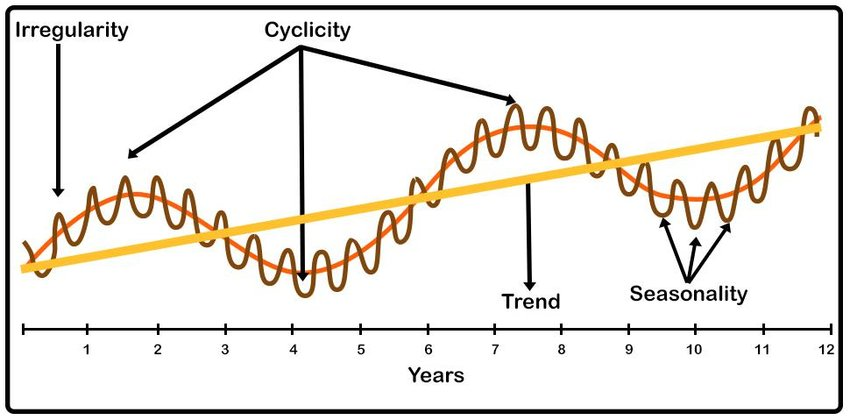 Irregularity
Cyclicity
Trend
Seasonality
1 2 3 4 5 6 7 8 9 10 11 12
Years